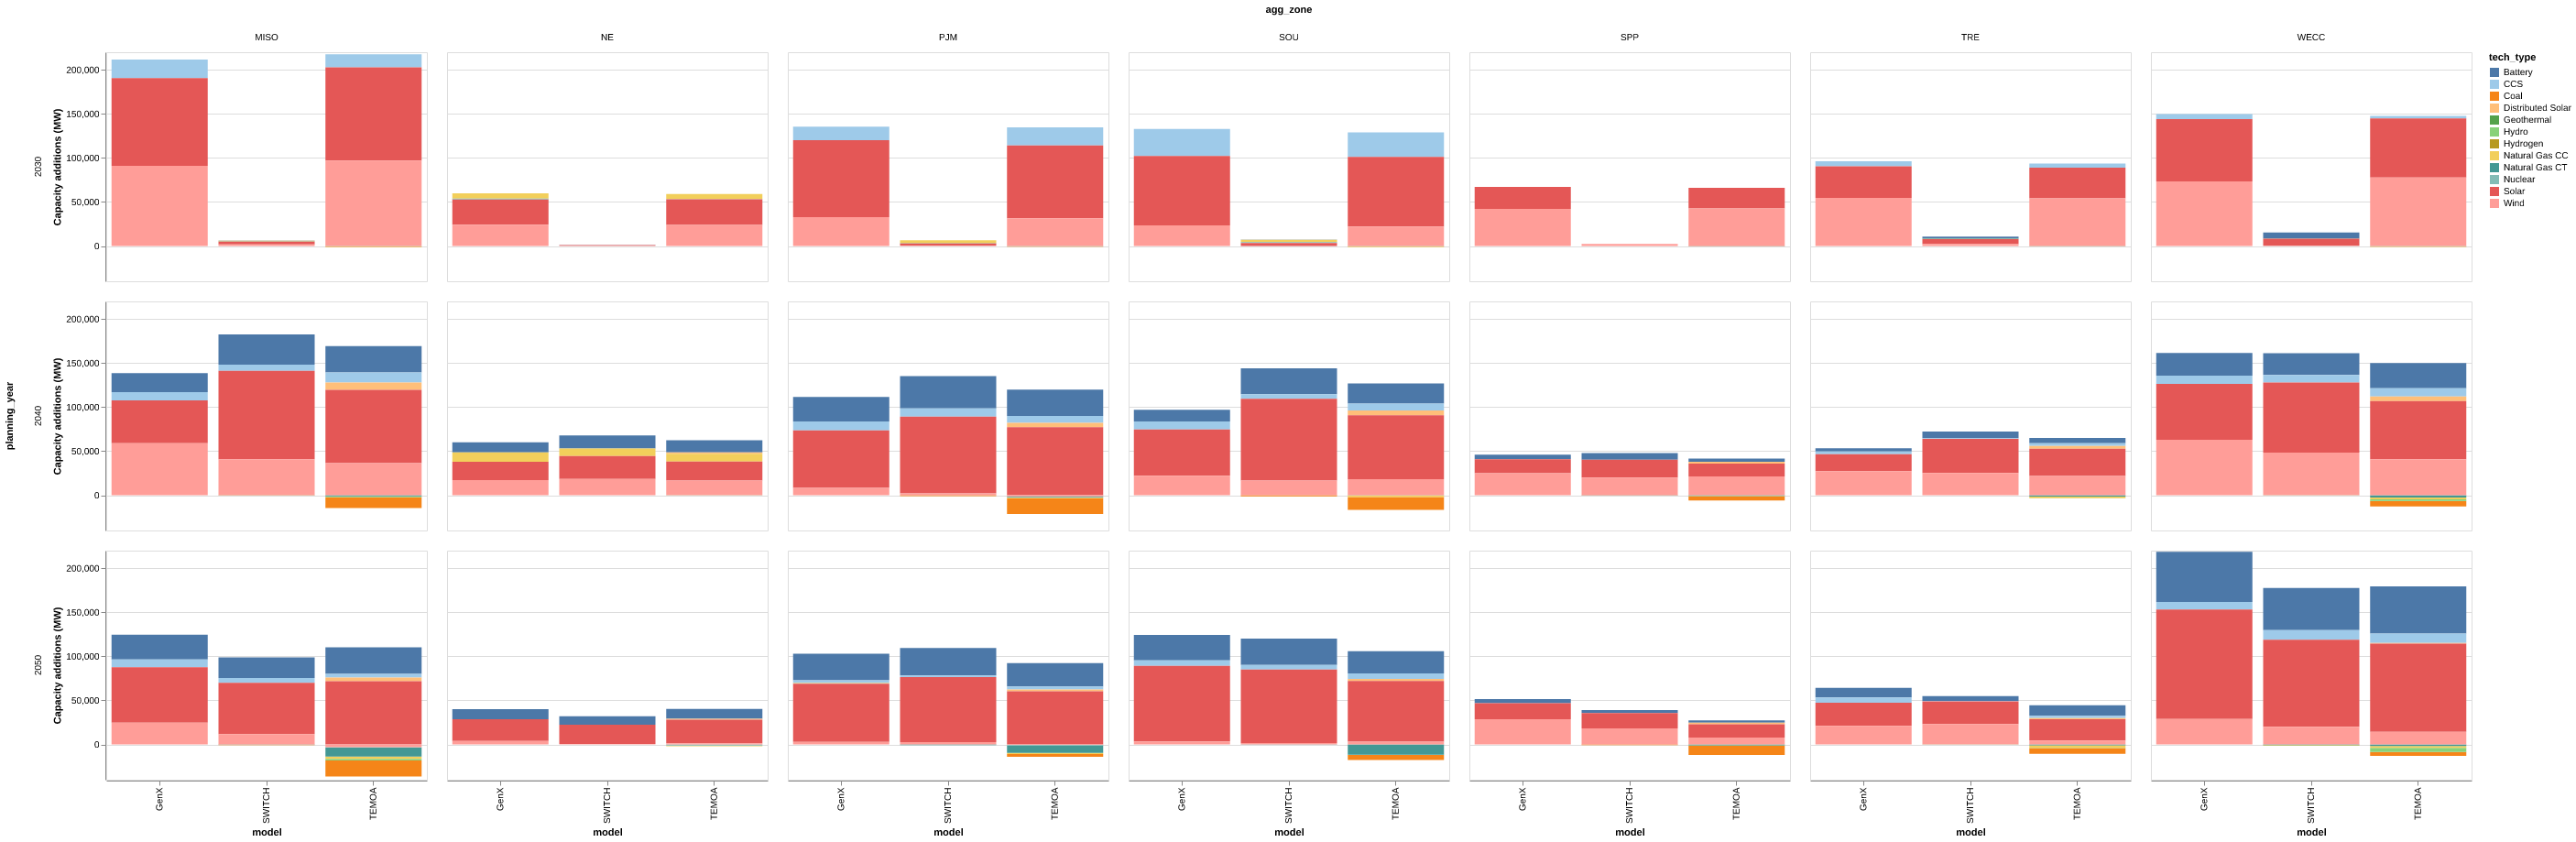 agg_zone
MISO NE PJM SOU SPP TRE WECC
planning_year
2030
Capacity additions (MW)
200,000
150,000
100,000
50,000
0
2040
Capacity additions (MW)
200,000
150,000
100,000
50,000
0
2050
Capacity additions (MW)
200,000
150,000
100,000
50,000
0
GenX SWITCH TEMOA GenX SWITCH TEMOA GenX SWITCH TEMOA GenX SWITCH TEMOA GenX SWITCH TEMOA GenX SWITCH TEMOA GenX SWITCH TEMOA
model model model model model model model
tech_type
Battery
CCS
Coal
Distributed Solar
Geothermal
Hydro
Hydrogen
Natural Gas CC
Natural Gas CT
Nuclear
Solar
Wind